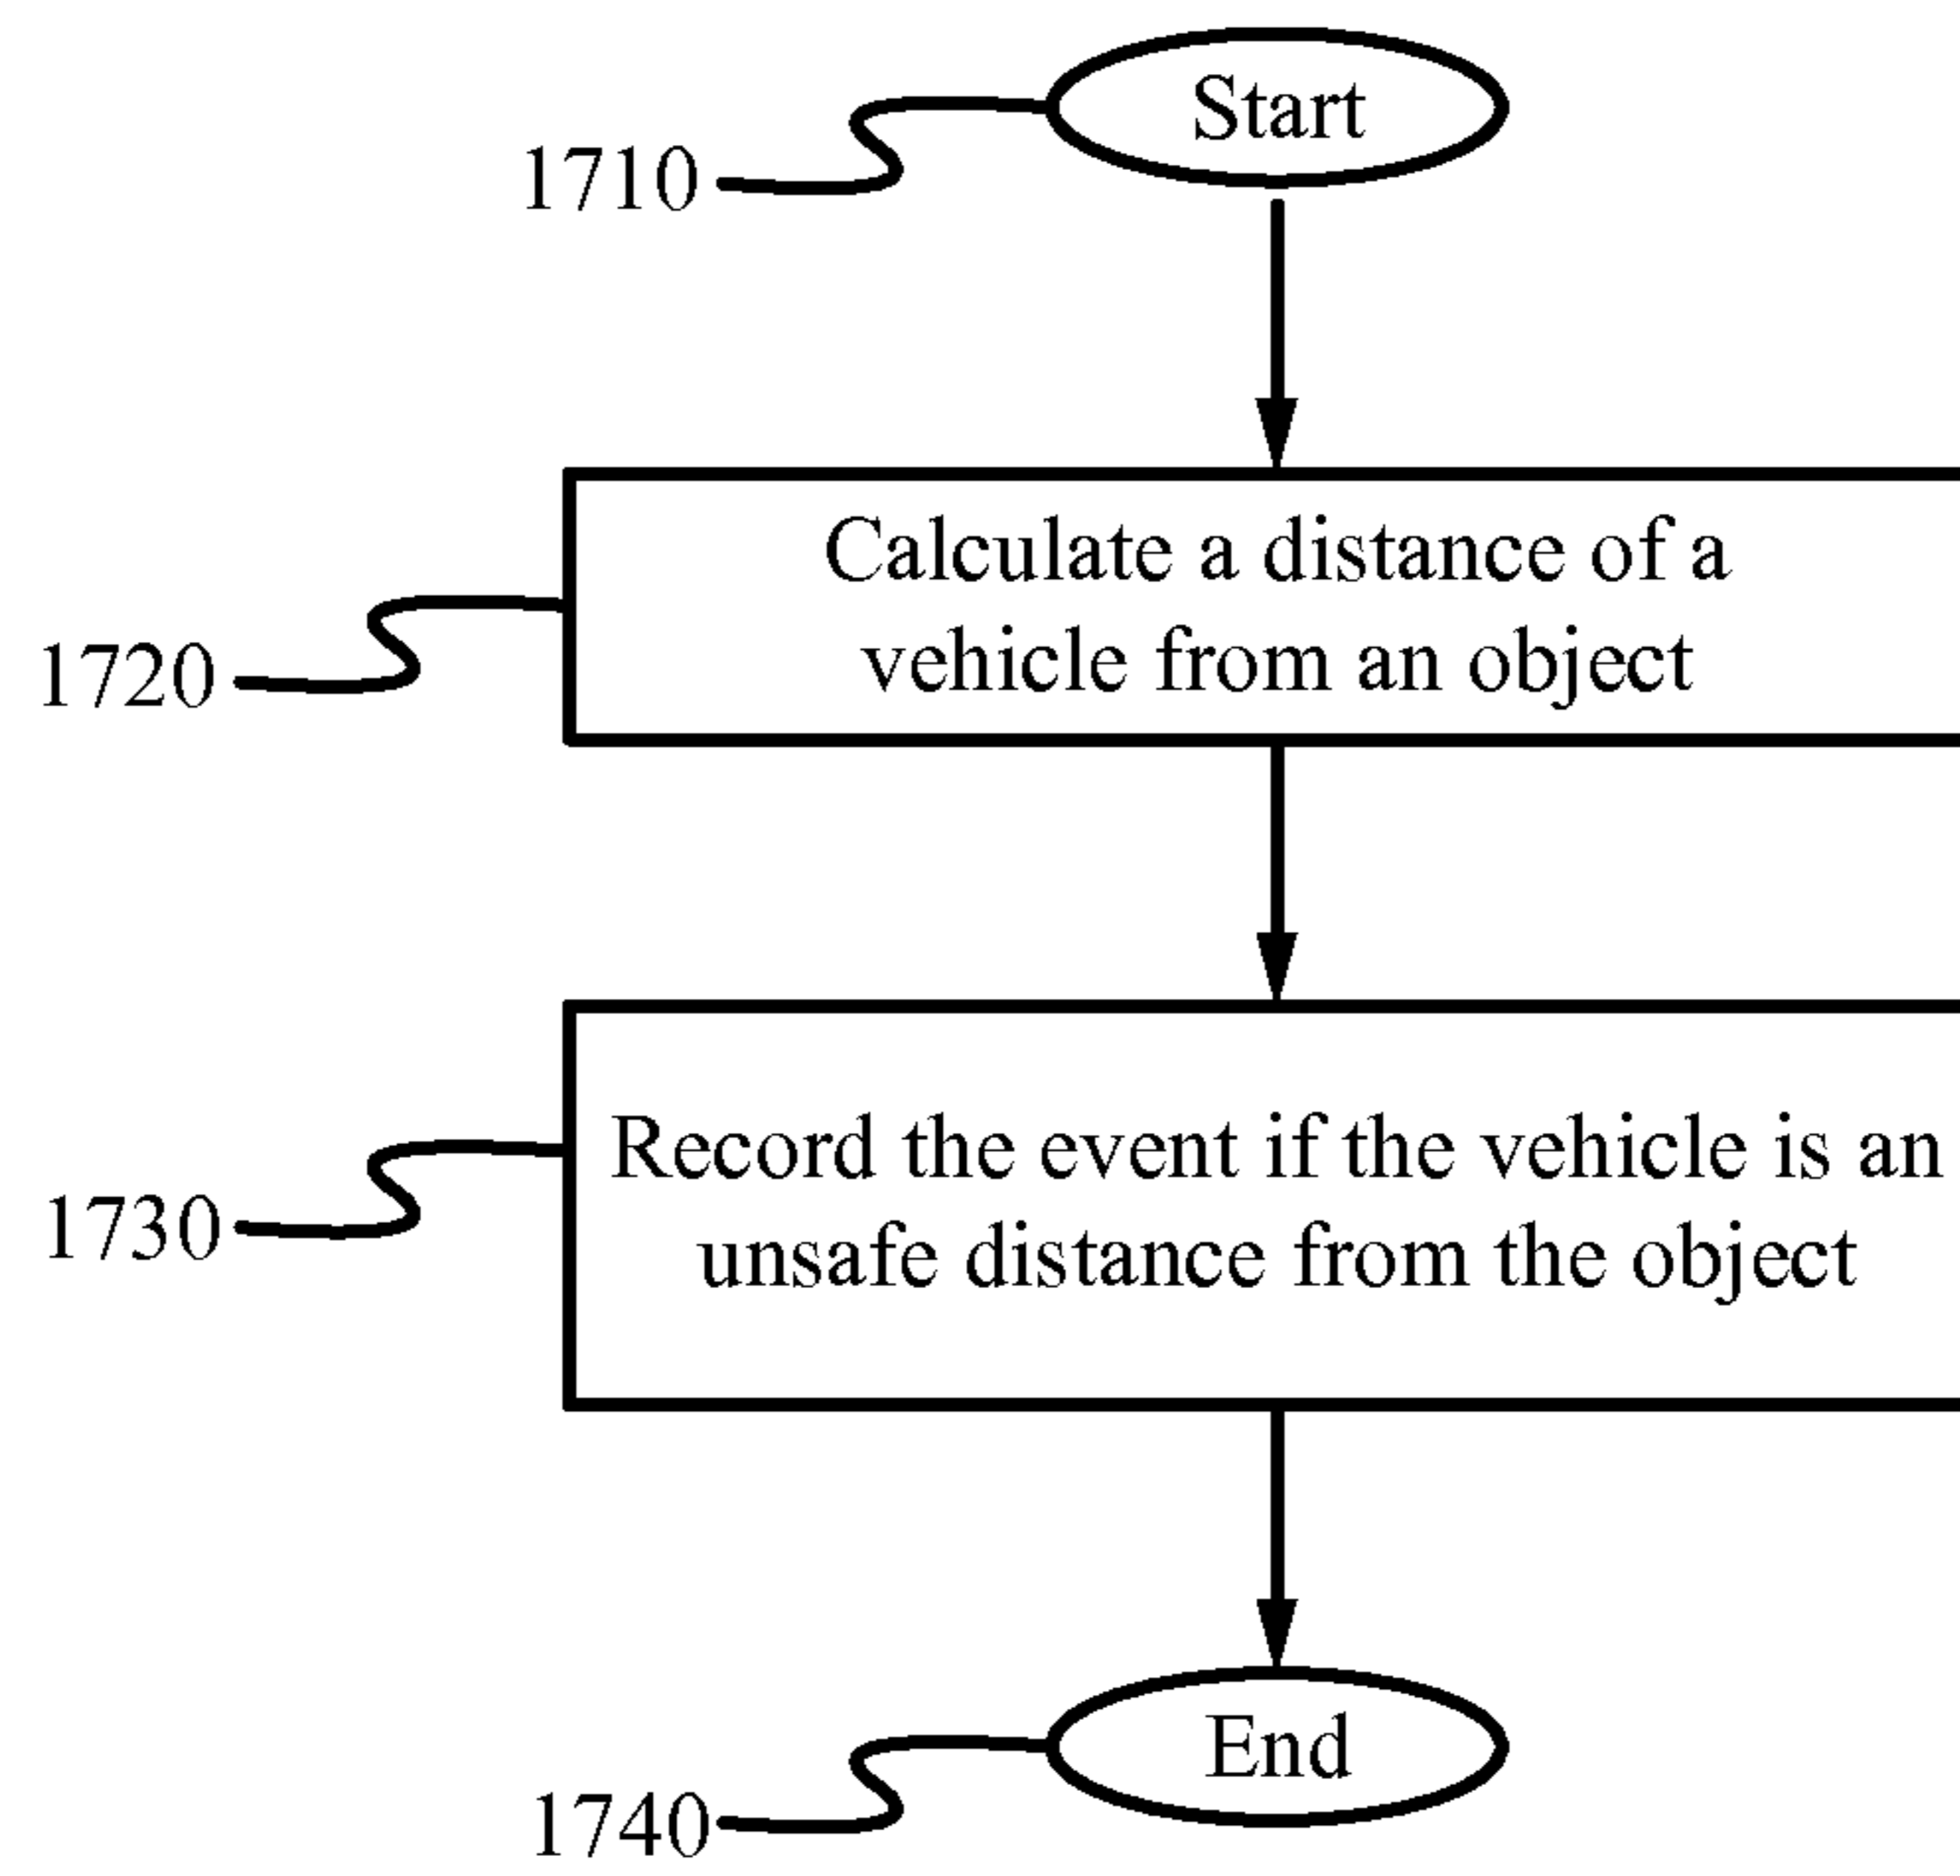 Start
1710
Calculate a distance of a
vehicle from an object
1720
Record the event if the vehicle is an
unsafe distance from the object
1730
End
1740